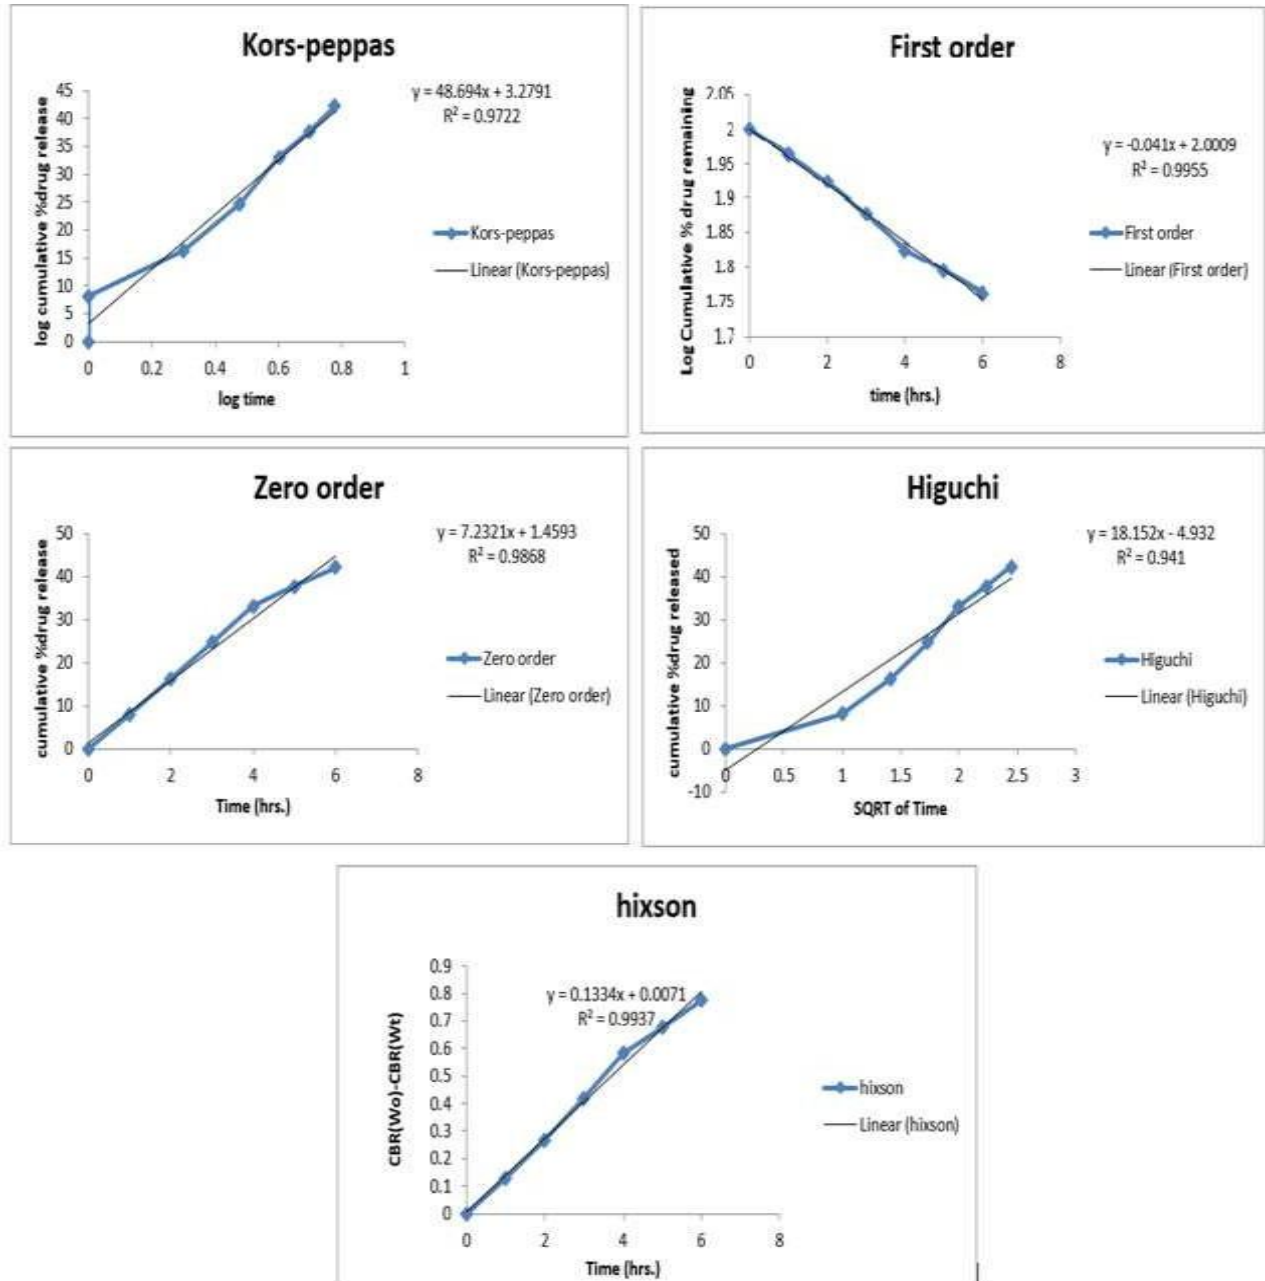 Kors-peppas
y = 48.694x + 3.2791
R² = 0.9722
log cumulative %drug release
45
40
35
30
25
20
15
10
5
0
0 0.2 0.4 0.6 0.8 1
log time
Kors-peppas
Linear (Kors-peppas)
First order
y = -0.041x + 2.0009
R² = 0.9955
Log Cumulative % drug remaining
2.05
2
1.95
1.9
1.85
1.8
1.75
1.7
0 2 4 6 8
time (hrs.)
First order
Linear (First order)
Zero order
y = 7.2321x + 1.4593
R² = 0.9868
cumulative %drug release
50
40
30
20
10
0
0 2 4 6 8
Time (hrs.)
Zero order
Linear (Zero order)
Higuchi
y = 18.152x - 4.932
R² = 0.941
cumulative %drug released
50
40
30
20
10
0
-10
0 0.5 1 1.5 2 2.5 3
SQRT of Time
Higuchi
Linear (Higuchi)
hixson
y = 0.1334x + 0.0071
R² = 0.9937
CBR(Wo)-CBR(Wt)
0.9
0.8
0.7
0.6
0.5
0.4
0.3
0.2
0.1
0
0 2 4 6 8
Time (hrs.)
hixson
Linear (hixson)